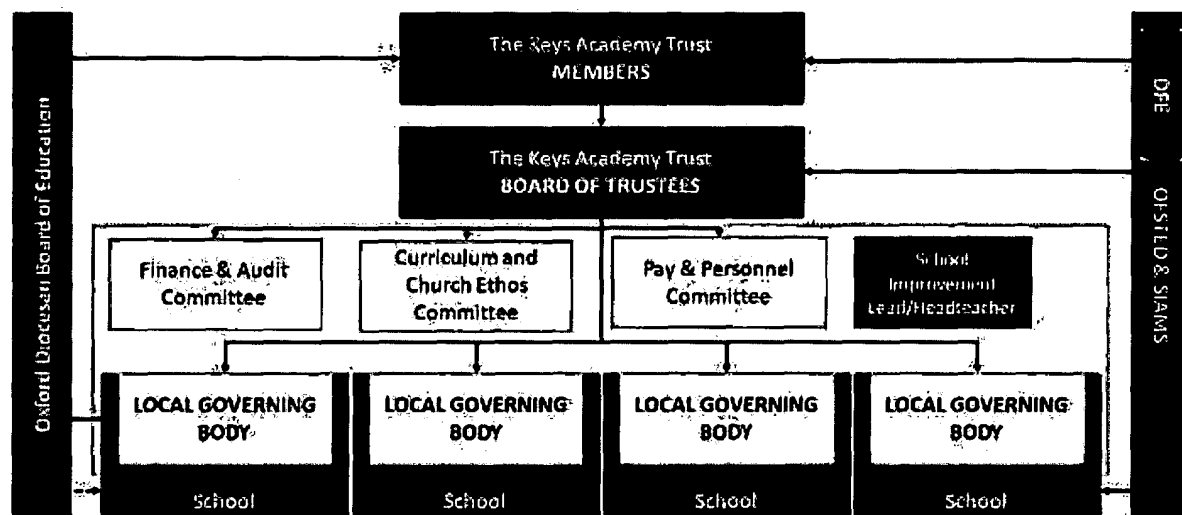 The Keys Academy Trust
MEMBERS
The Keys Academy Trust
BOARD OF TRUSTEES
Oxford Diocesan Board of Education
DFE
OFSTED & SIAMS
Finance & Audit
Committee
Curriculum and
Church Ethos
Committee
Pay & Personnel
Committee
School
Improvement
Lead/Headteacher
LOCAL GOVERNING
BODY
School
LOCAL GOVERNING
BODY
School
LOCAL GOVERNING
BODY
School
LOCAL GOVERNING
BODY
School